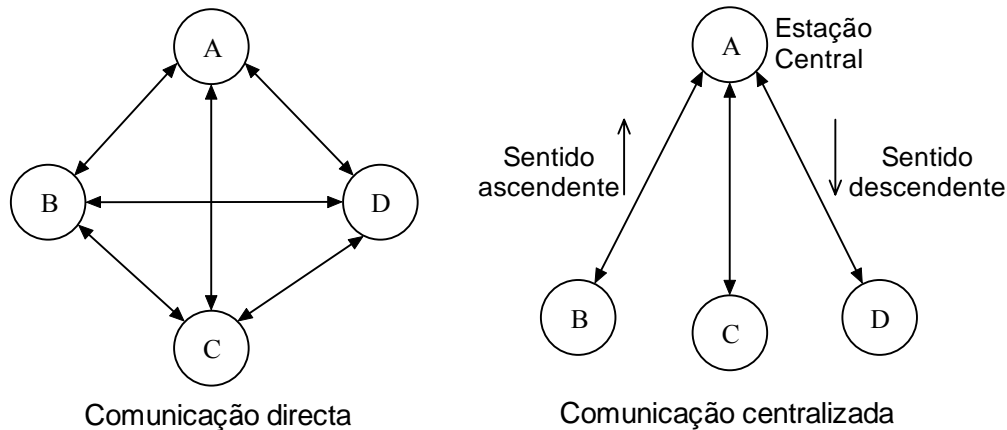 A
B
D
C
Comunicação directa
A
Estação
Central
Sentido
ascendente
Sentido
descendente
B
C
D
Comunicação centralizada